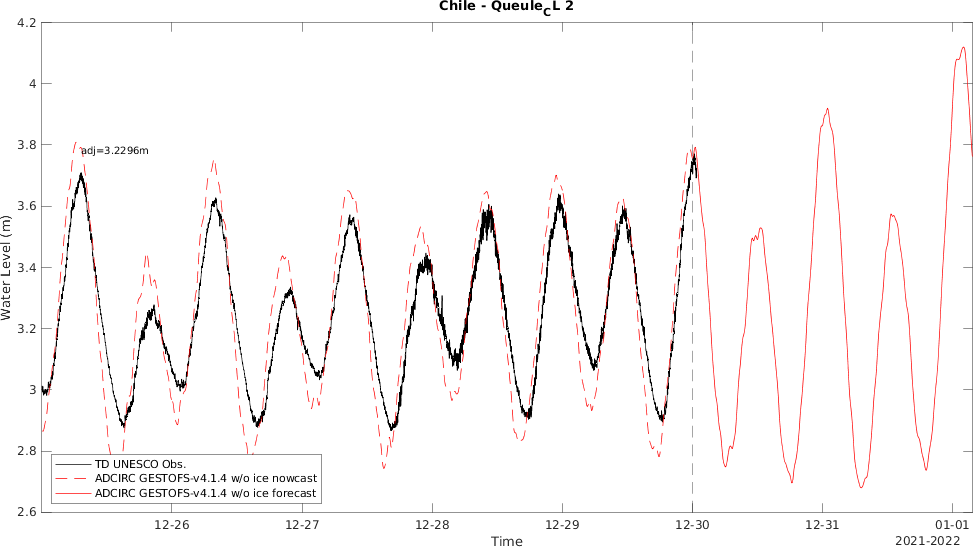 Chile - Queule_CL 2
4.2
4
3.8
3.6
3.4
3.2
3
2.8
2.6
Water Level (m)
adj=3.2296m
TD UNESCO Obs.
ADCIRC GESTOFS-v4.1.4 w/o ice nowcast
ADCIRC GESTOFS-v4.1.4 w/o ice forecast
12-26
12-27
12-28
12-29
12-30
12-31
01-01
Time
2021-2022